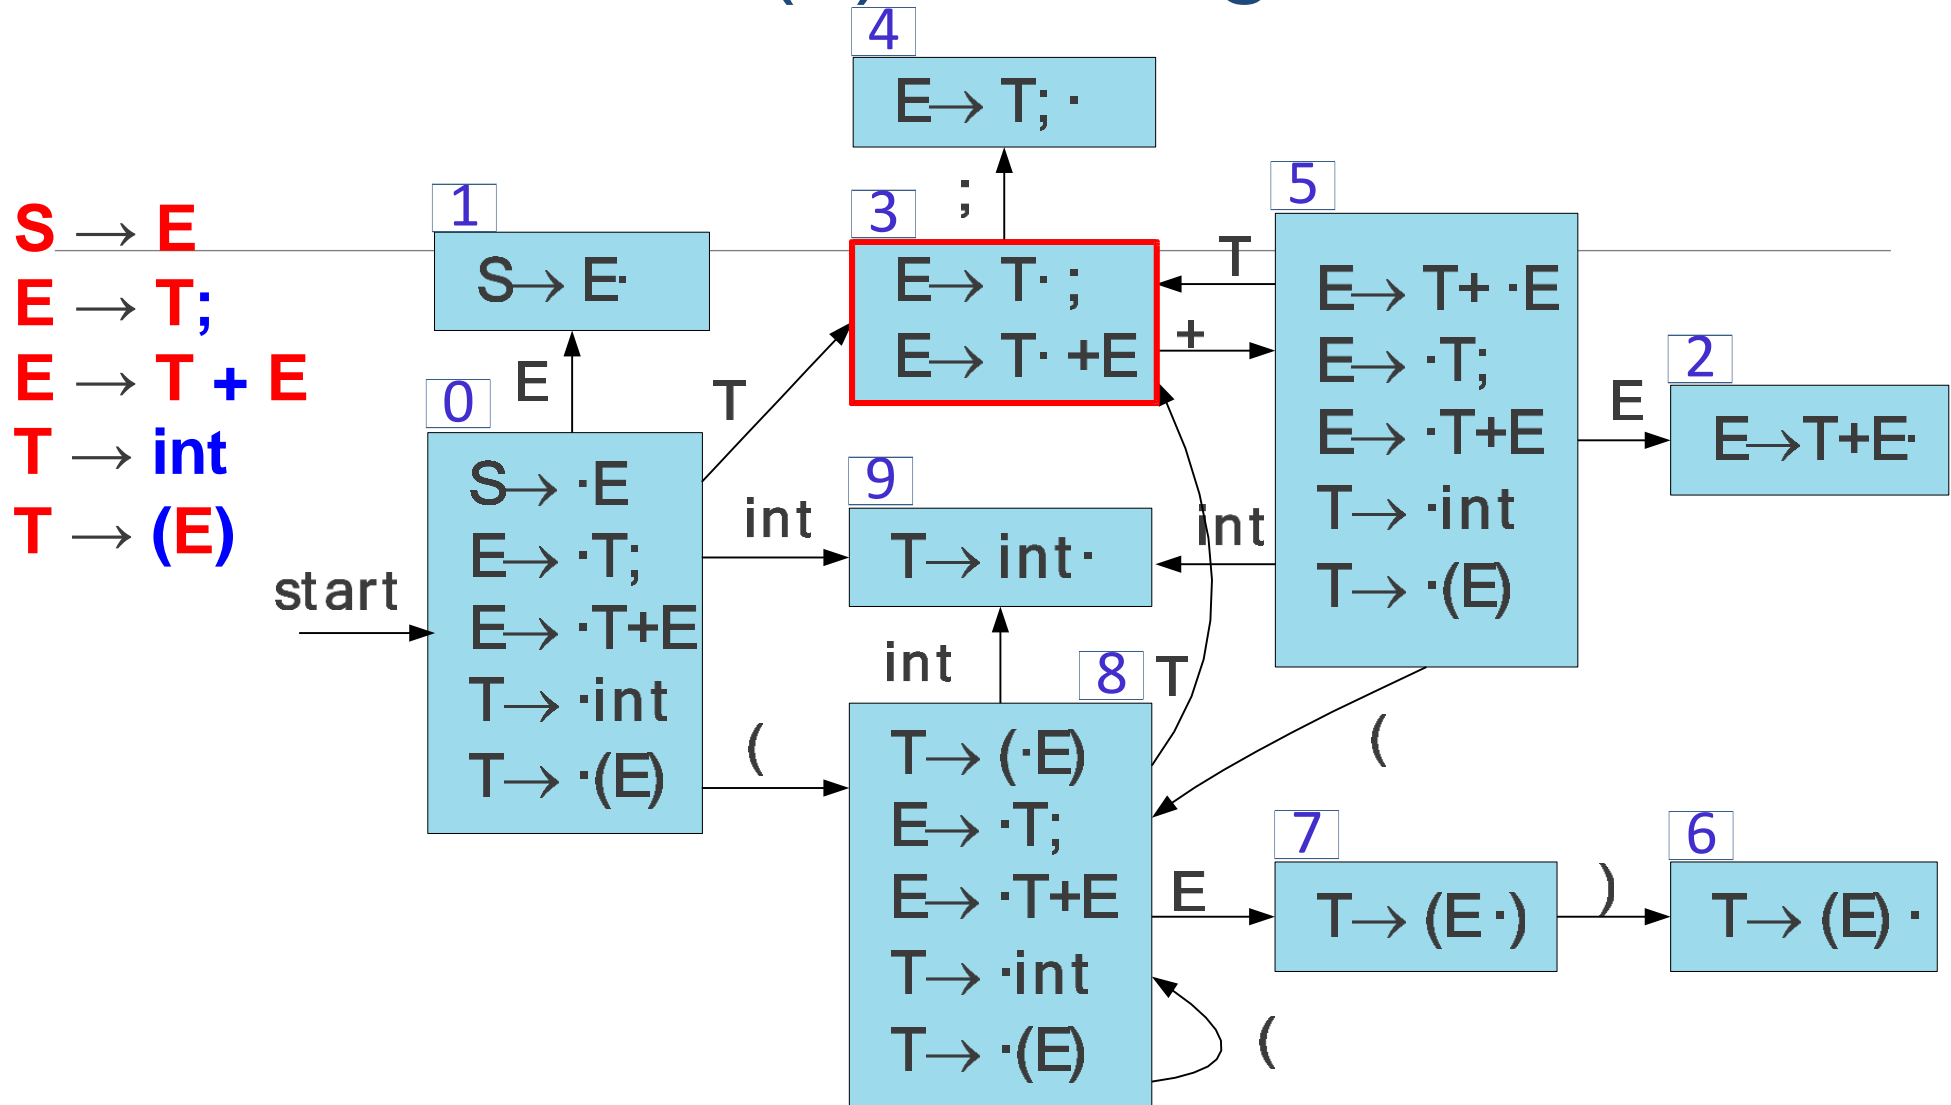 S → E
E → T;
E → T + E
T → int
T → (E)
start
0
S→ ·E
E→ ·T;
E→ ·T+E
T→ ·int
T→ ·(E)
E
1
S→ E·
T
int
(
4
E→ T; ·
;
3
E→ T· ;
E→ T· +E
T
+
9
T→ int·
int
int
8
T
T→ (·E)
E→ ·T;
E→ ·T+E
T→ ·int
T→ ·(E)
(
E
5
E→ T+ ·E
E→ ·T;
E→ ·T+E
T→ ·int
T→ ·(E)
(
E
2
E→T+E·
7
T→ (E ·)
)
6
T→ (E) ·